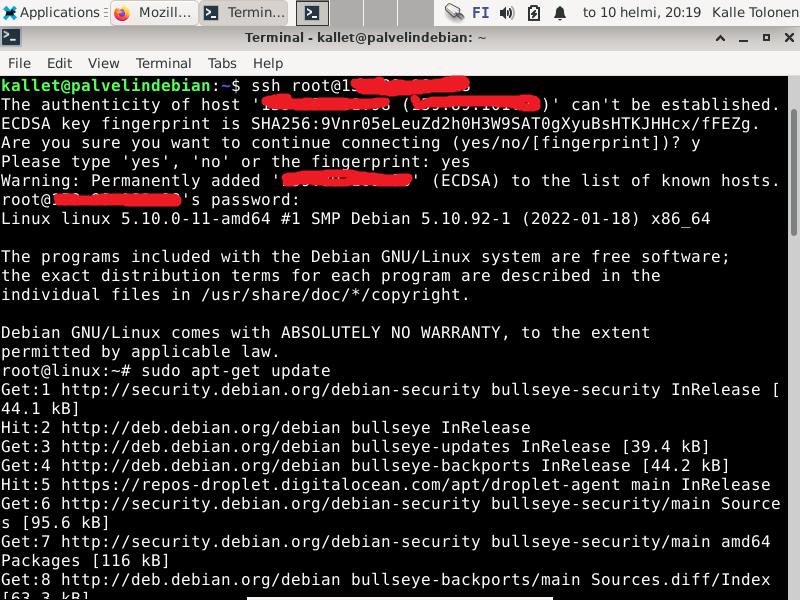 Applications
Mozill...
Termin...
FI
to 10 helmi, 20:19
Kalle Tolonen
Terminal - kallet@palvelindebian: ~
File Edit View Terminal Tabs Help
kallet@palvelindebian:~$ ssh root@1
The authenticity of host ' ( )' can't be established.
ECDSA key fingerprint is SHA256:9Vnr05eLeuZd2h0H3W9SAT0gXyuBsHTKJHHcx/fFEZg.
Are you sure you want to continue connecting (yes/no/[fingerprint])? y
Please type 'yes', 'no' or the fingerprint: yes
Warning: Permanently added ' ' (ECDSA) to the list of known hosts.
root@ 's password:
Linux linux 5.10.0-11-amd64 #1 SMP Debian 5.10.92-1 (2022-01-18) x86_64
The programs included with the Debian GNU/Linux system are free software;
the exact distribution terms for each program are described in the
individual files in /usr/share/doc/*/copyright.
Debian GNU/Linux comes with ABSOLUTELY NO WARRANTY, to the extent
permitted by applicable law.
root@linux:~# sudo apt-get update
Get:1 http://security.debian.org/debian-security bullseye-security InRelease [
44.1 kB]
Hit:2 http://deb.debian.org/debian bullseye InRelease
Get:3 http://deb.debian.org/debian bullseye-updates InRelease [39.4 kB]
Get:4 http://deb.debian.org/debian bullseye-backports InRelease [44.2 kB]
Hit:5 https://repos-droplet.digitalocean.com/apt/droplet-agent main InRelease
Get:6 http://security.debian.org/debian-security bullseye-security/main Source
s [95.6 kB]
Get:7 http://security.debian.org/debian-security bullseye-security/main amd64
Packages [116 kB]
Get:8 http://deb.debian.org/debian bullseye-backports/main Sources.diff/Index
[63.3 kB]